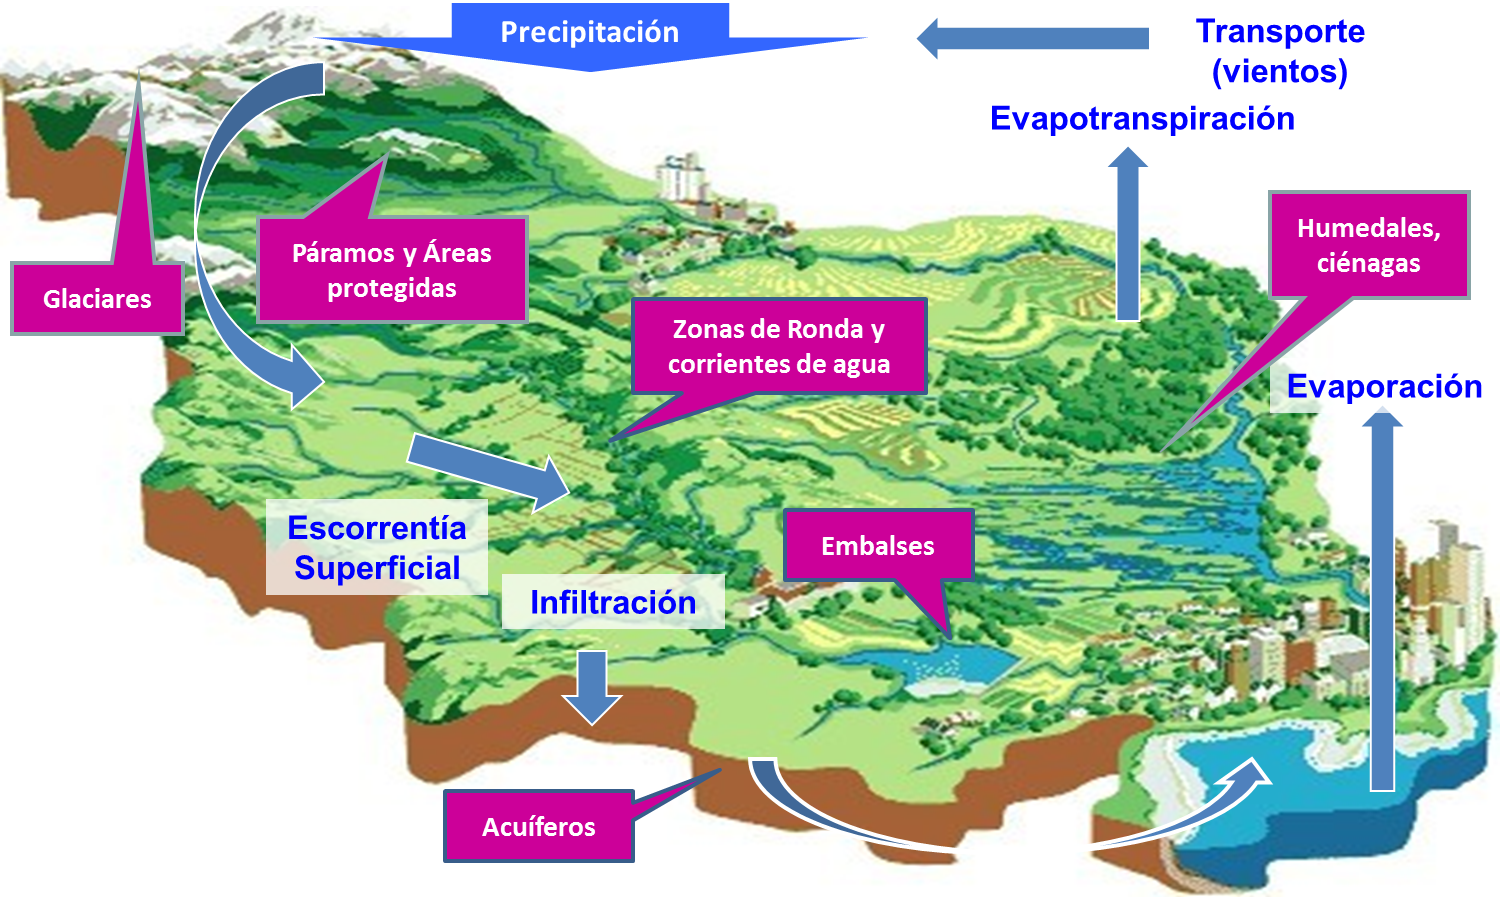 Precipitación
Transporte
(vientos)
Evapotranspiración
Humedales,
ciénagas
Páramos y Áreas
protegidas
Glaciares
Zonas de Ronda y
corrientes de agua
Evaporación
Escorrentía
Superficial
Embalses
Infiltración
Acuíferos